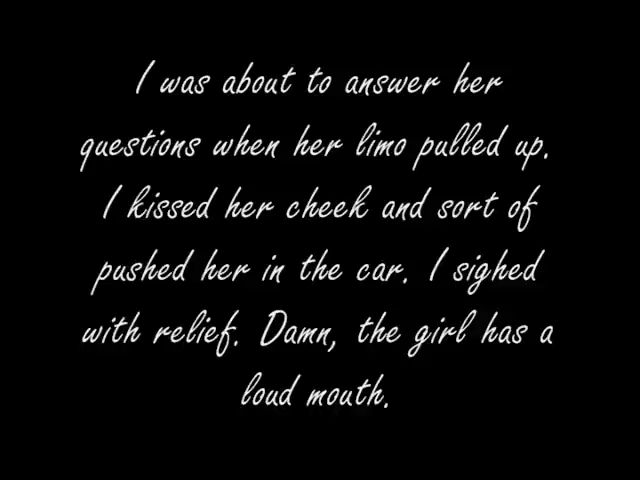 I was about to answer her
questions when her limo pulled up.
I kissed her cheek and sort of
pushed her in the car. I sighed
with relief. Damn, the girl has a
loud mouth.